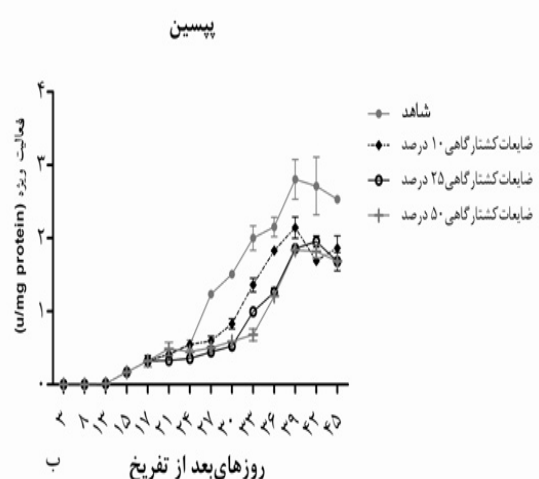 پپسین
فعالیت ویژه (u/mg protein)
۴
۳
۲
۱
۰
شاهد
ضایعات کشتارگاهی ۱۰ درصد
ضایعات کشتارگاهی ۲۵ درصد
ضایعات کشتارگاهی ۵۰ درصد
۳ ۸ ۱۳ ۱۵ ۱۷ ۲۱ ۲۴ ۲۷ ۳۰ ۳۳ ۳۶ ۳۹ ۴۲ ۴۵
روزهای بعد از تفریخ
ب